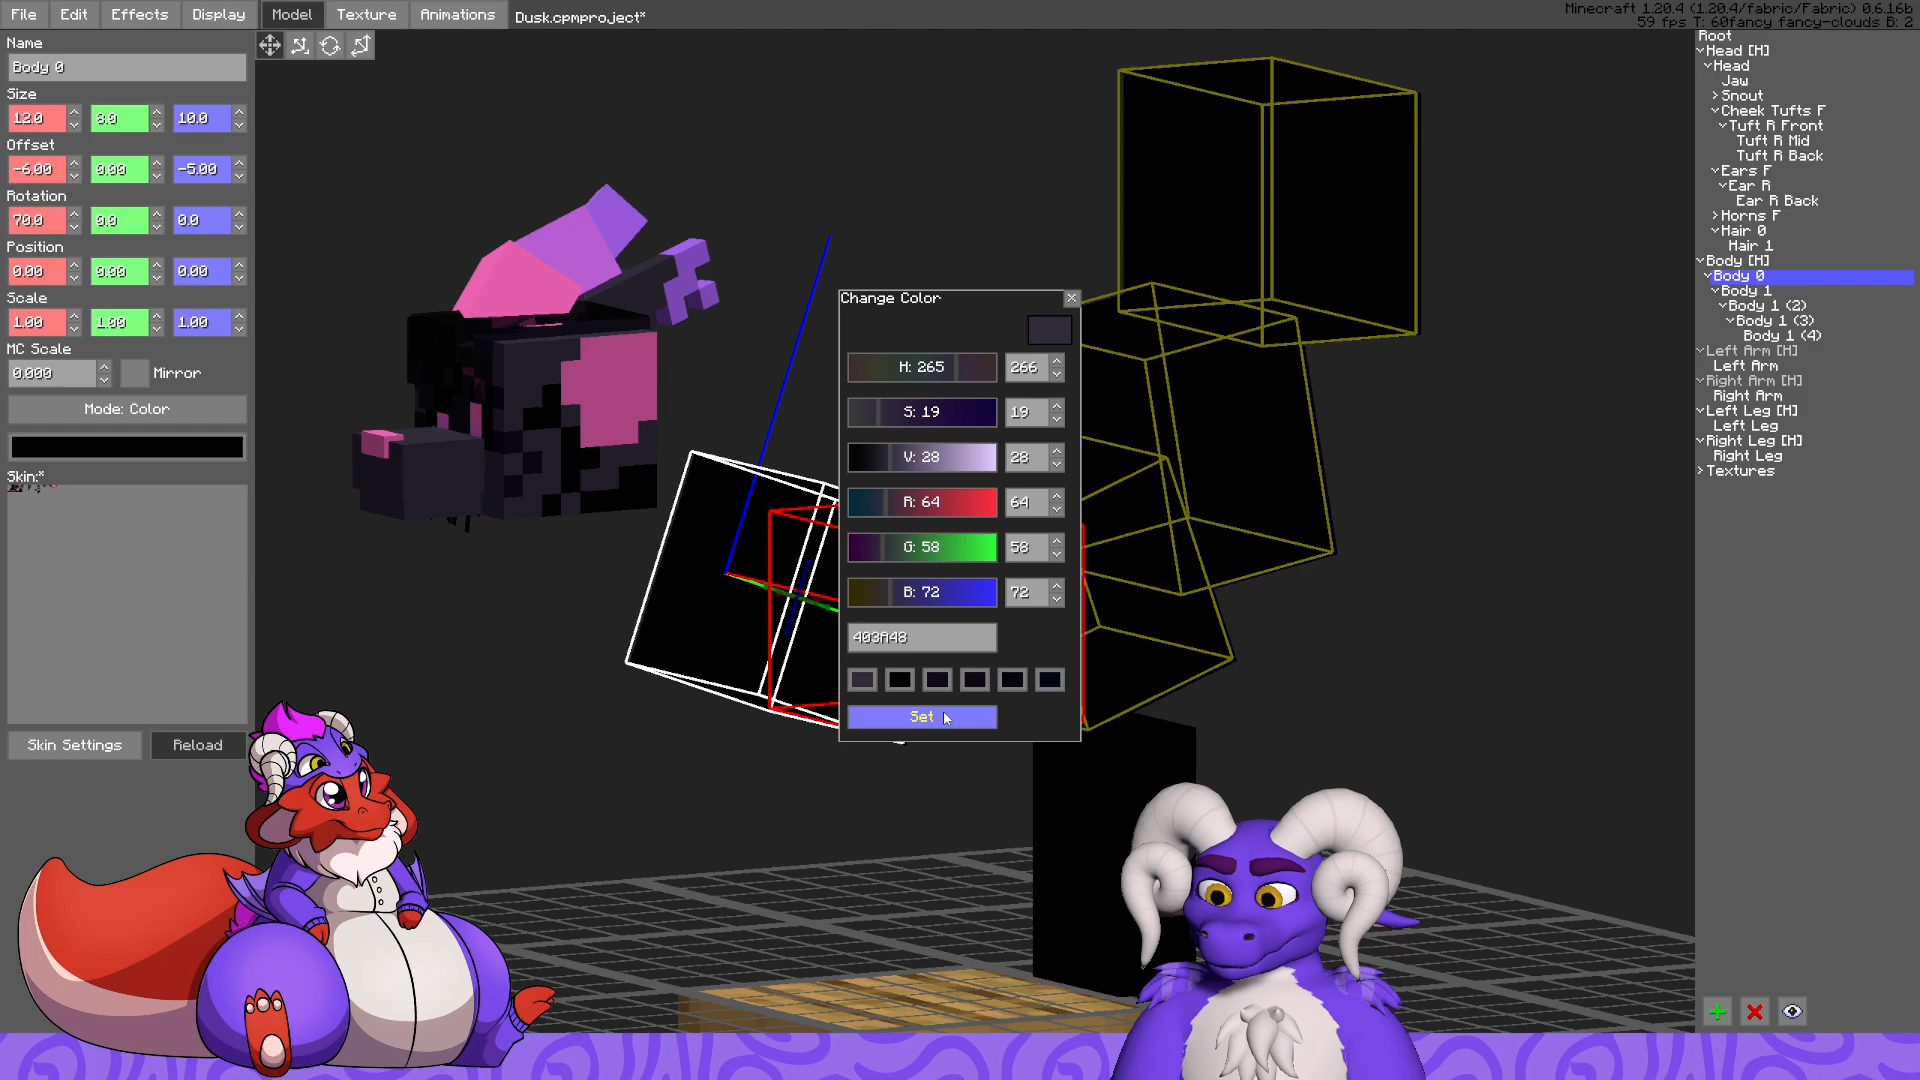 File Edit Effects Display Model Texture Animations Dusk.cpmproject*
Minecraft 1.20.4 (1.20.4/fabric/Fabric) 0.6.16b
59 fps T: 60fancy fancy-clouds B: 2
Name
Body 0
Size
12.0 8.0 10.0
Offset
-6.00 0.00 -5.00
Rotation
79.0 0.0 0.0
Position
0.00 0.00 0.00
Scale
1.00 1.00 1.00
MC Scale
0.000 Mirror
Mode: Color
Skin:*
Skin Settings Reload
Change Color
H: 265 266
S: 19 19
V: 28 28
R: 64 64
G: 58 58
B: 72 72
403A48
Set
Root
Head [H]
Head
Jaw
Snout
Cheek Tufts F
Tuft R Front
Tuft R Mid
Tuft R Back
Ears F
Ear R
Ear R Back
Horns F
Hair 0
Hair 1
Body [H]
Body 0
Body 1
Body 1 (2)
Body 1 (3)
Body 1 (4)
Left Arm [H]
Left Arm
Right Arm [H]
Right Arm
Left Leg [H]
Left Leg
Right Leg [H]
Right Leg
Textures